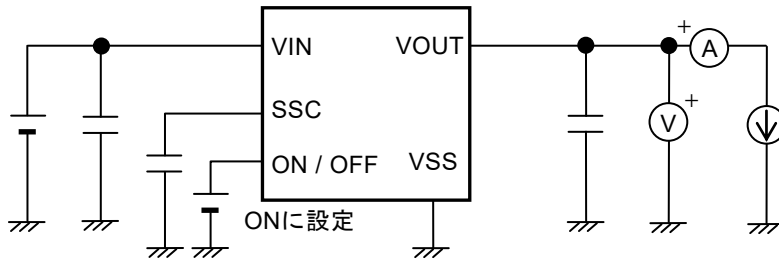 VIN
VOUT
+
A
SSC
+
V
ON / OFF
VSS
ONに設定